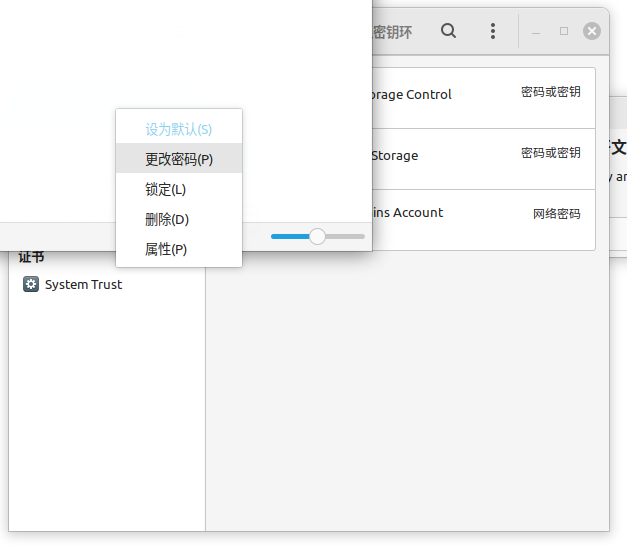 密钥环
设为默认(S)
更改密码(P)
锁定(L)
删除(D)
属性(P)
orage Control
密码或密钥
Storage
密码或密钥
ins Account
网络密码
证书
System Trust
文
y ar